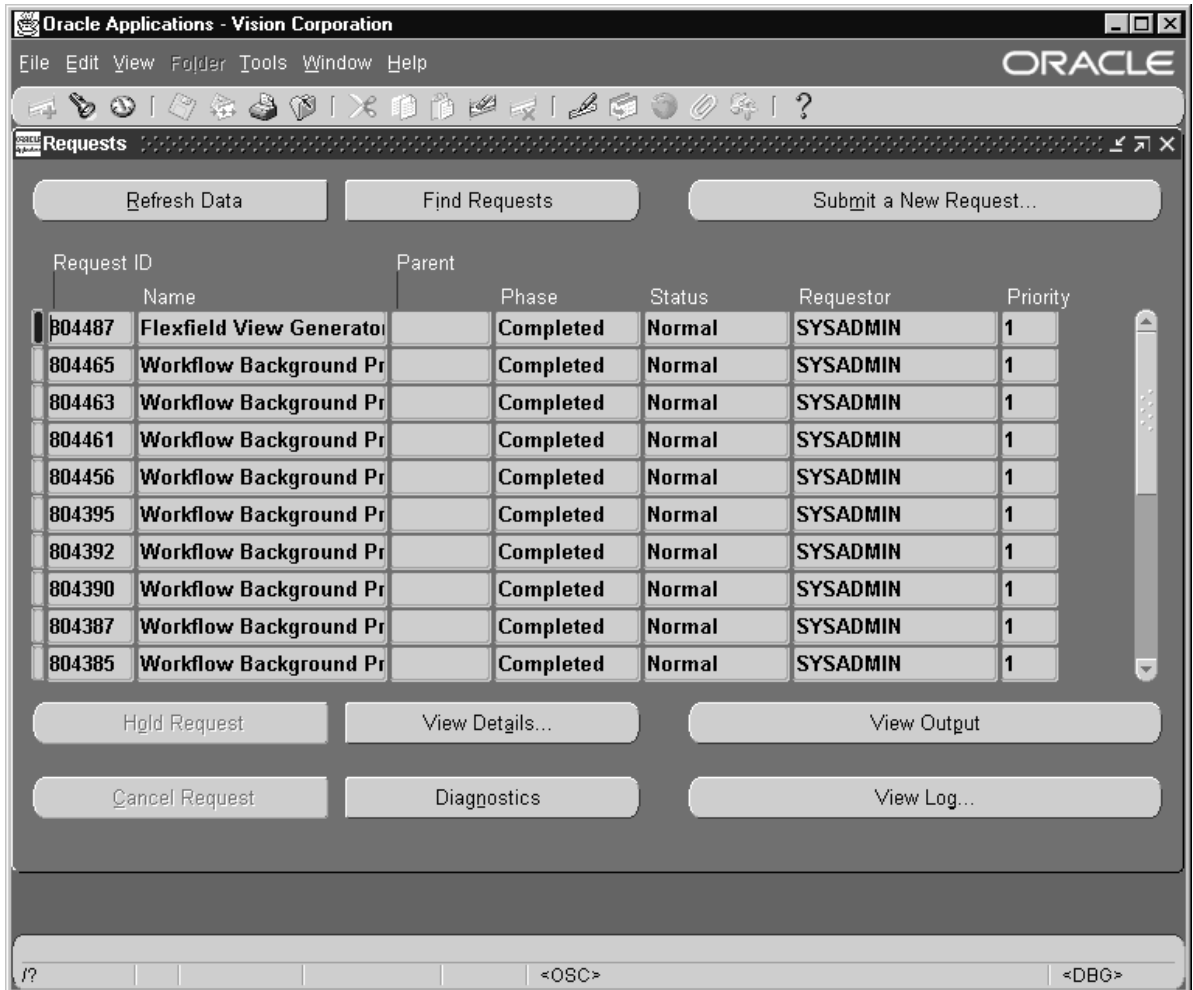 Oracle Applications - Vision Corporation
File Edit View Folder Tools Window Help
ORACLE
Requests
Refresh Data Find Requests Submit a New Request...
Request ID Parent
Name Phase Status Requestor Priority
804487 Flexfield View Generator Completed Normal SYSADMIN 1
804465 Workflow Background Pr Completed Normal SYSADMIN 1
804463 Workflow Background Pr Completed Normal SYSADMIN 1
804461 Workflow Background Pr Completed Normal SYSADMIN 1
804456 Workflow Background Pr Completed Normal SYSADMIN 1
804395 Workflow Background Pr Completed Normal SYSADMIN 1
804392 Workflow Background Pr Completed Normal SYSADMIN 1
804390 Workflow Background Pr Completed Normal SYSADMIN 1
804387 Workflow Background Pr Completed Normal SYSADMIN 1
804385 Workflow Background Pr Completed Normal SYSADMIN 1
Hold Request View Details... View Output
Cancel Request Diagnostics View Log...
/? <OSC> <DBG>